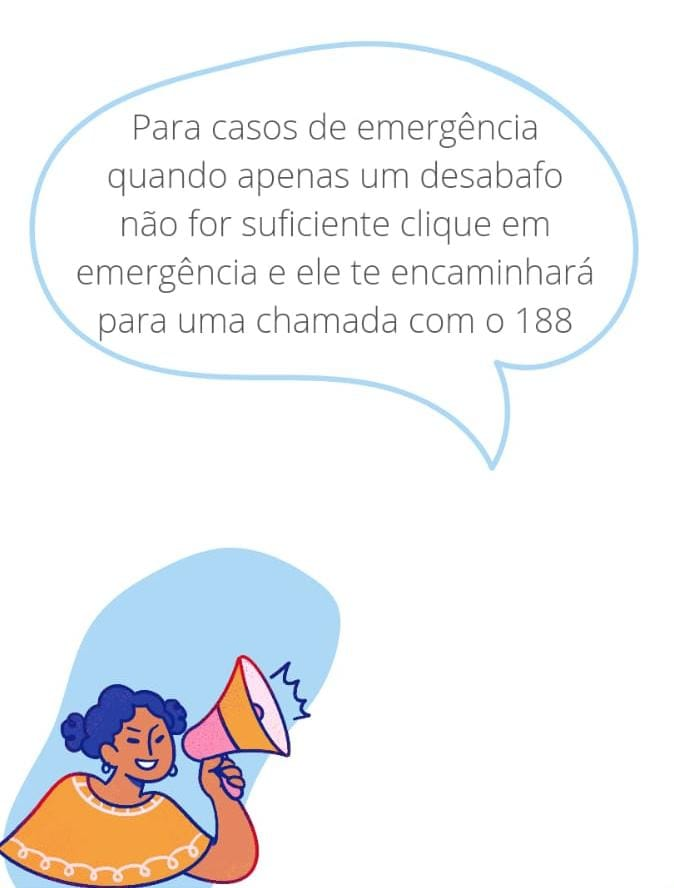 Para casos de emergência
quando apenas um desabafo
não for suficiente clique em
emergência e ele te encaminhará
para uma chamada com o 188